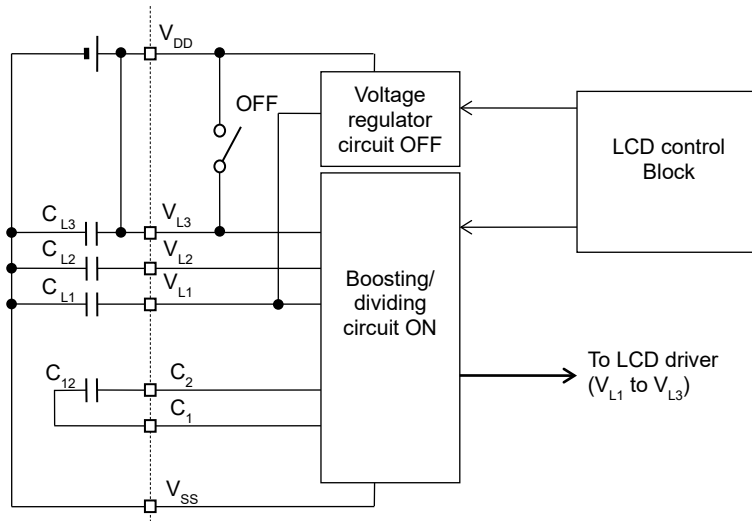 V_DD
OFF
Voltage
regulator
circuit OFF
LCD control
Block
C_L3
V_L3
C_L2
V_L2
C_L1
V_L1
Boosting/
dividing
circuit ON
C_12
C_2
C_1
To LCD driver
(V_L1 to V_L3)
V_SS